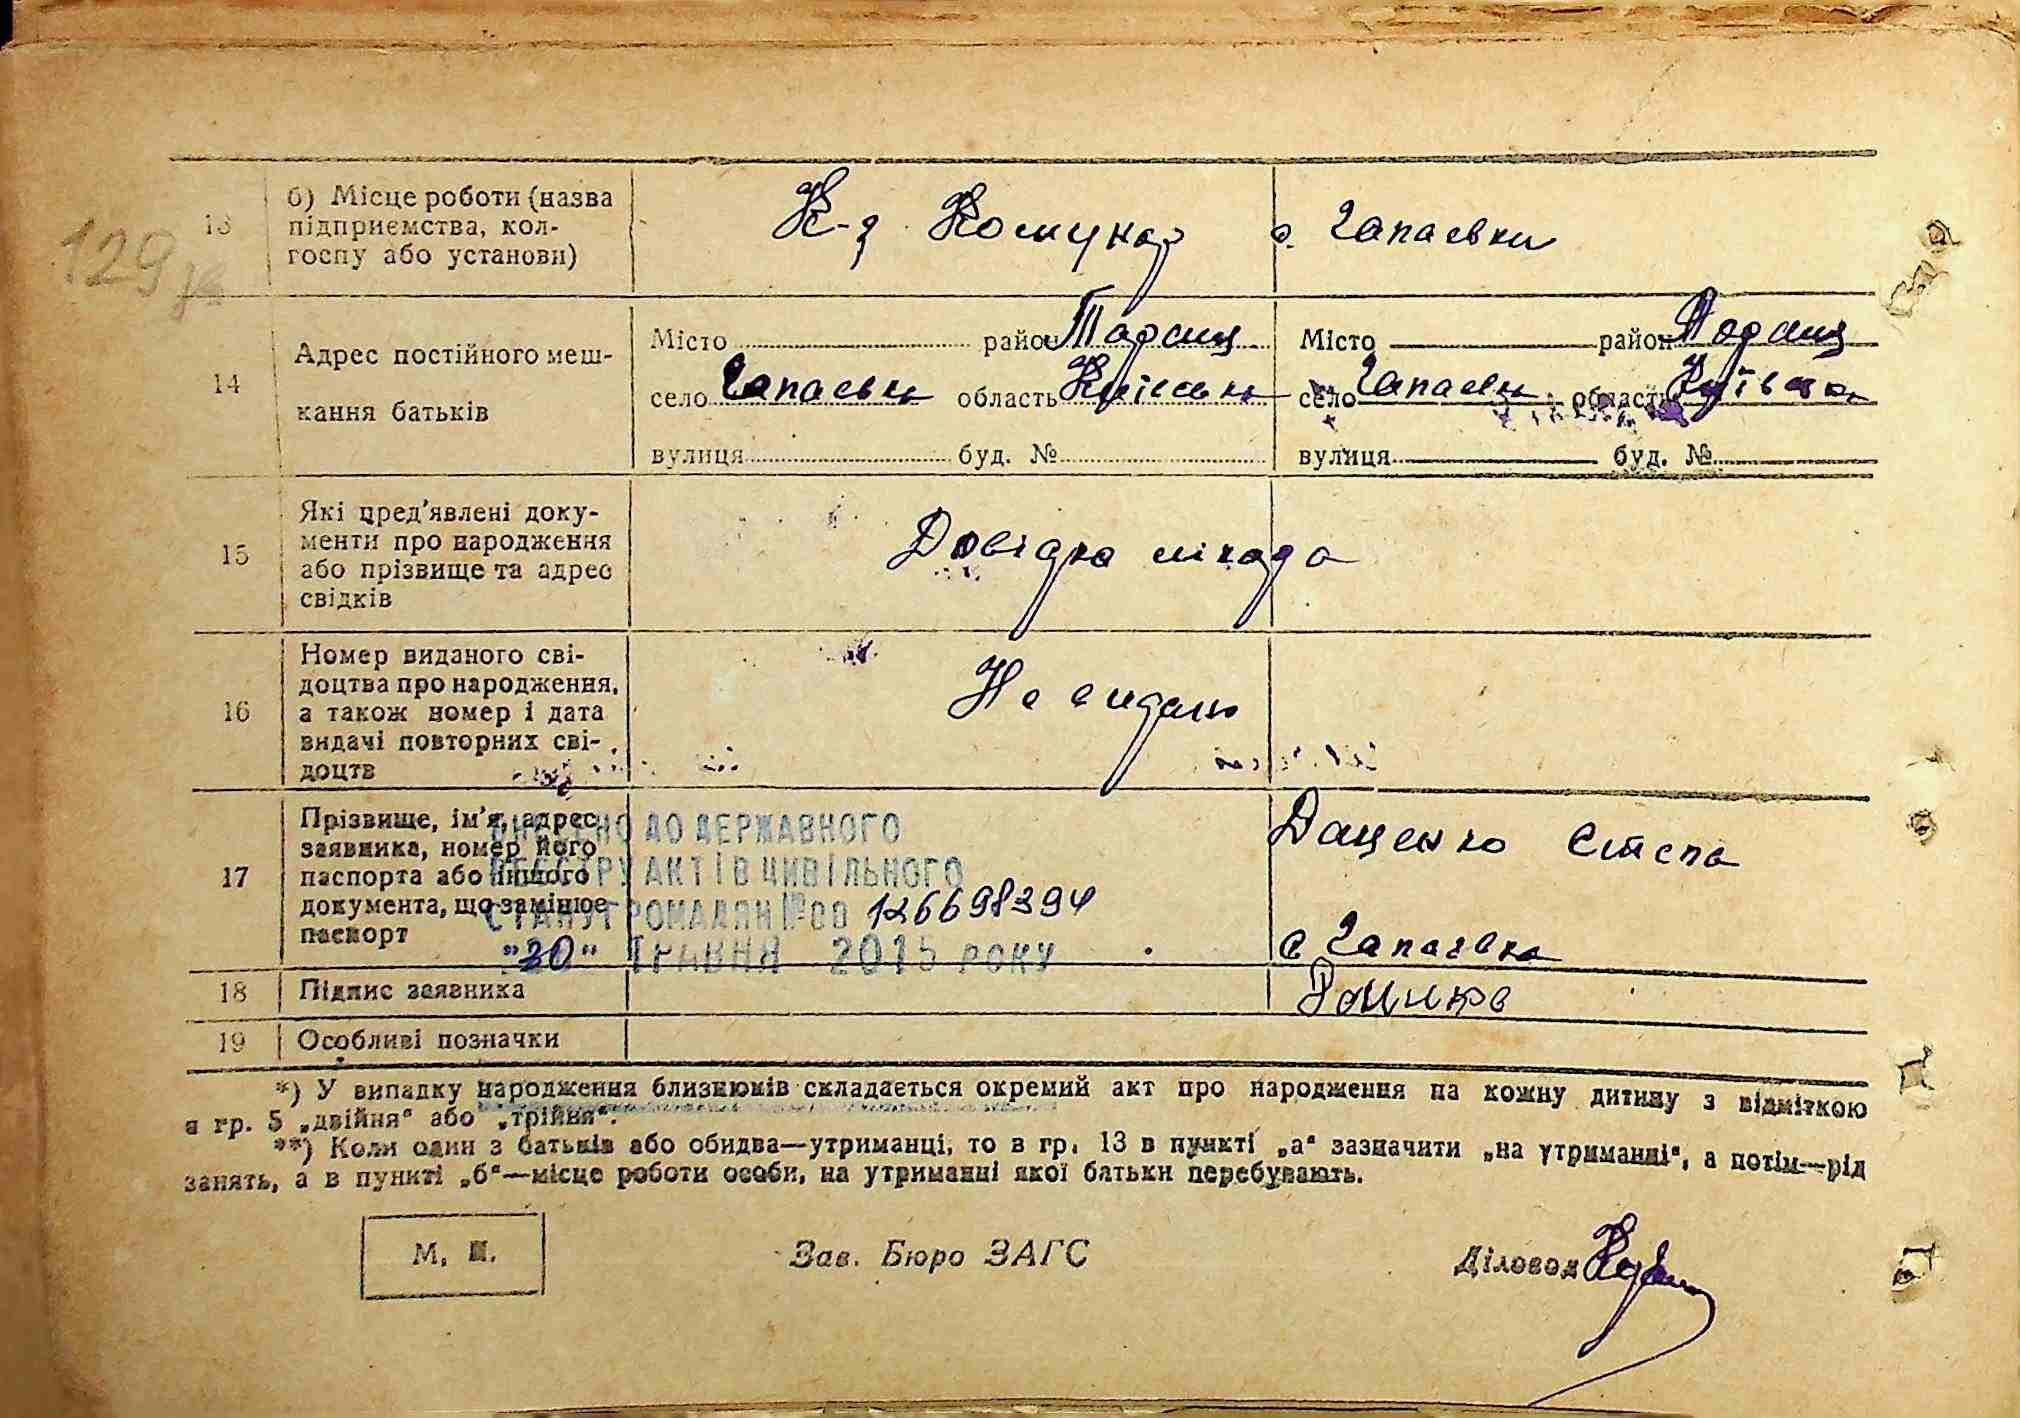 129 зв
13 б) Місце роботи (назва підприємства, кол-госпу або установи) К-з Комунар с. Чапаєвки
14 Адрес постійного меш-кання батьків
Місто район Таращ Місто район Таращ
село Чапаєвка область Київська село Чапаєвка область Київська
вулиця буд. № вулиця буд. №
15 Які пред'явлені доку-
менти про народження
або прізвище та адрес
свідків
Довідка
Номер виданого сві-
доцтва про народження,
16 а також номер і дата
видачі повторних сві-
доцтв
Не видано
Прізвище, ім'я, адрес
заявника, номер його
17 паспорта або іншого
документа, що замінює
паспорт
ВНЕСЕНО ДО ДЕРЖАВНОГО
РЕЄСТРУ АКТІВ ЦИВІЛЬНОГО
СТАНУ ГРОМАДЯН №00 126698394
"30" ТРАВНЯ 2015 РОКУ
Даценко Єстепа
с Чапаєвка
18 Підпис заявника
19 Особливі позначки
*) У випадку народження близнюків складається окремий акт про народження на кожну дитину з відміткою
в гр. 5 „двійня“ або „трійня“.
**) Коли один з батьків або обидва—утриманці, то в гр. 13 в пункті „а“ зазначити „на утриманні“, а потім—рід
занять, а в пункті „б“—місце роботи особи, на утриманні якої батьки перебувають.
М. П. Зав. Бюро ЗАГС Діловод